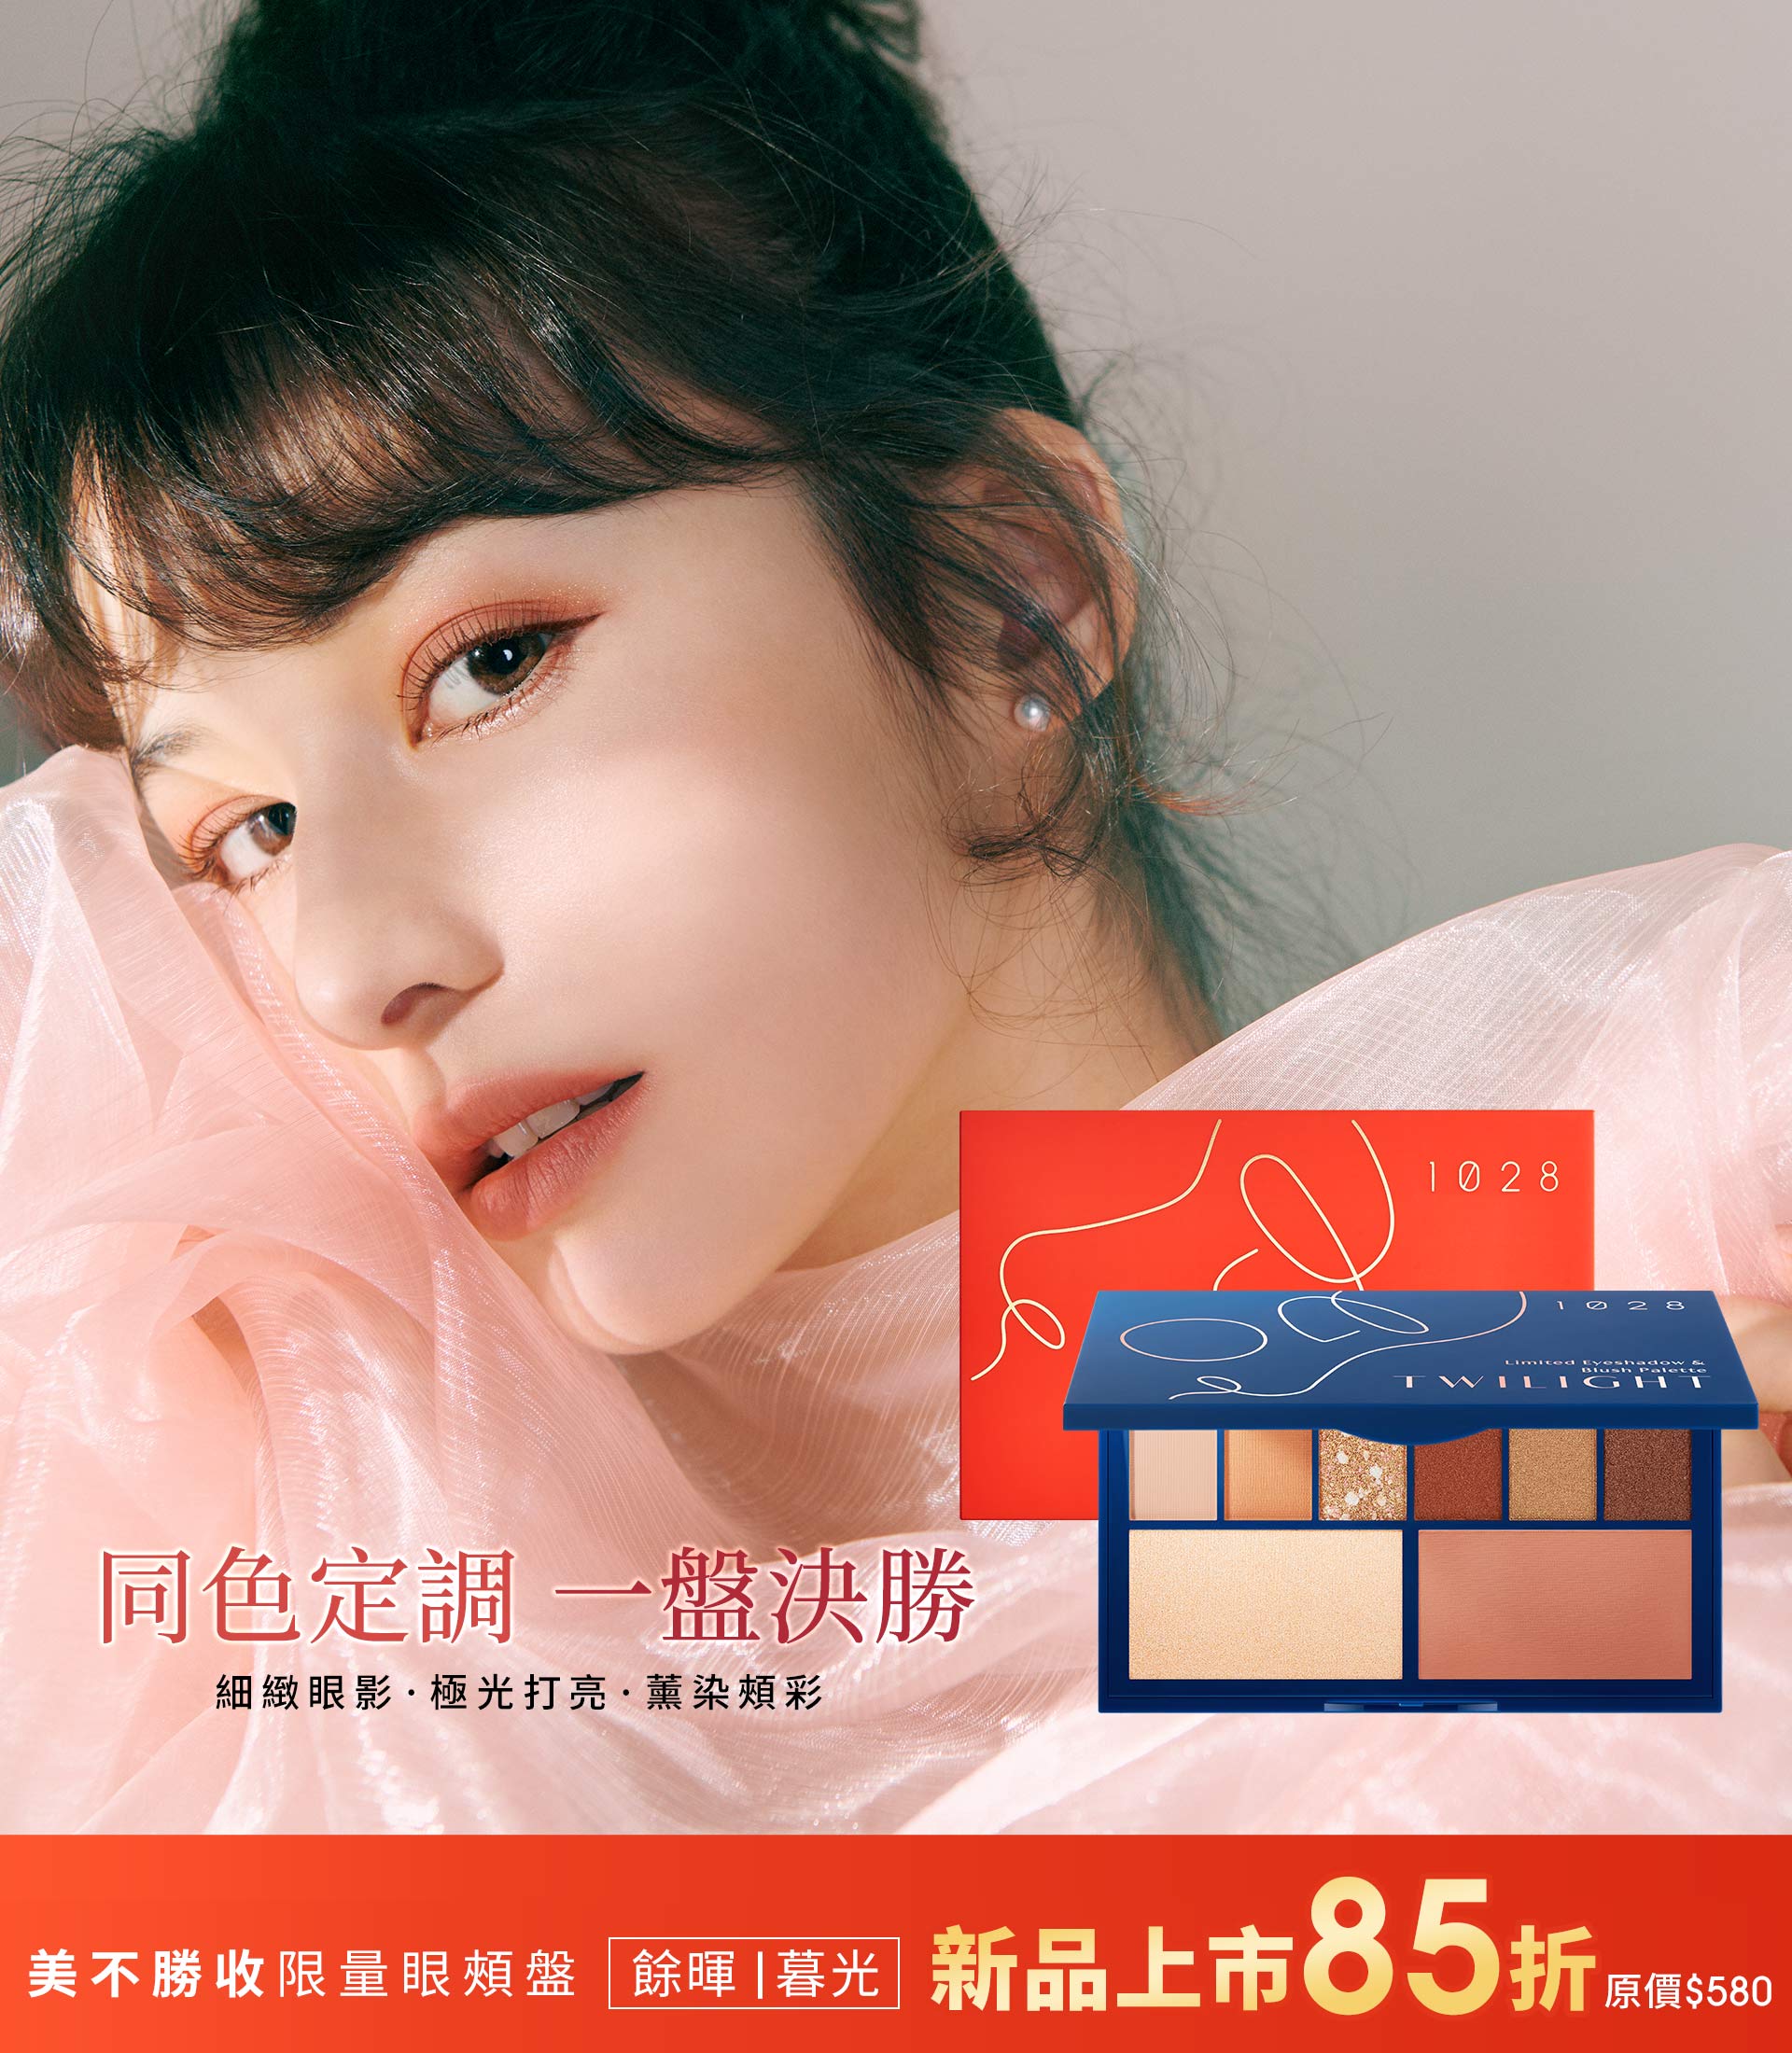 1028
1028
Limited Eyeshadow &
Blush Palette
TWILIGHT
同色定調 一盤決勝
細緻眼影·極光打亮·薰染頰彩
美不勝收限量眼頰盤 餘暉|暮光 新品上市85折 原價$580